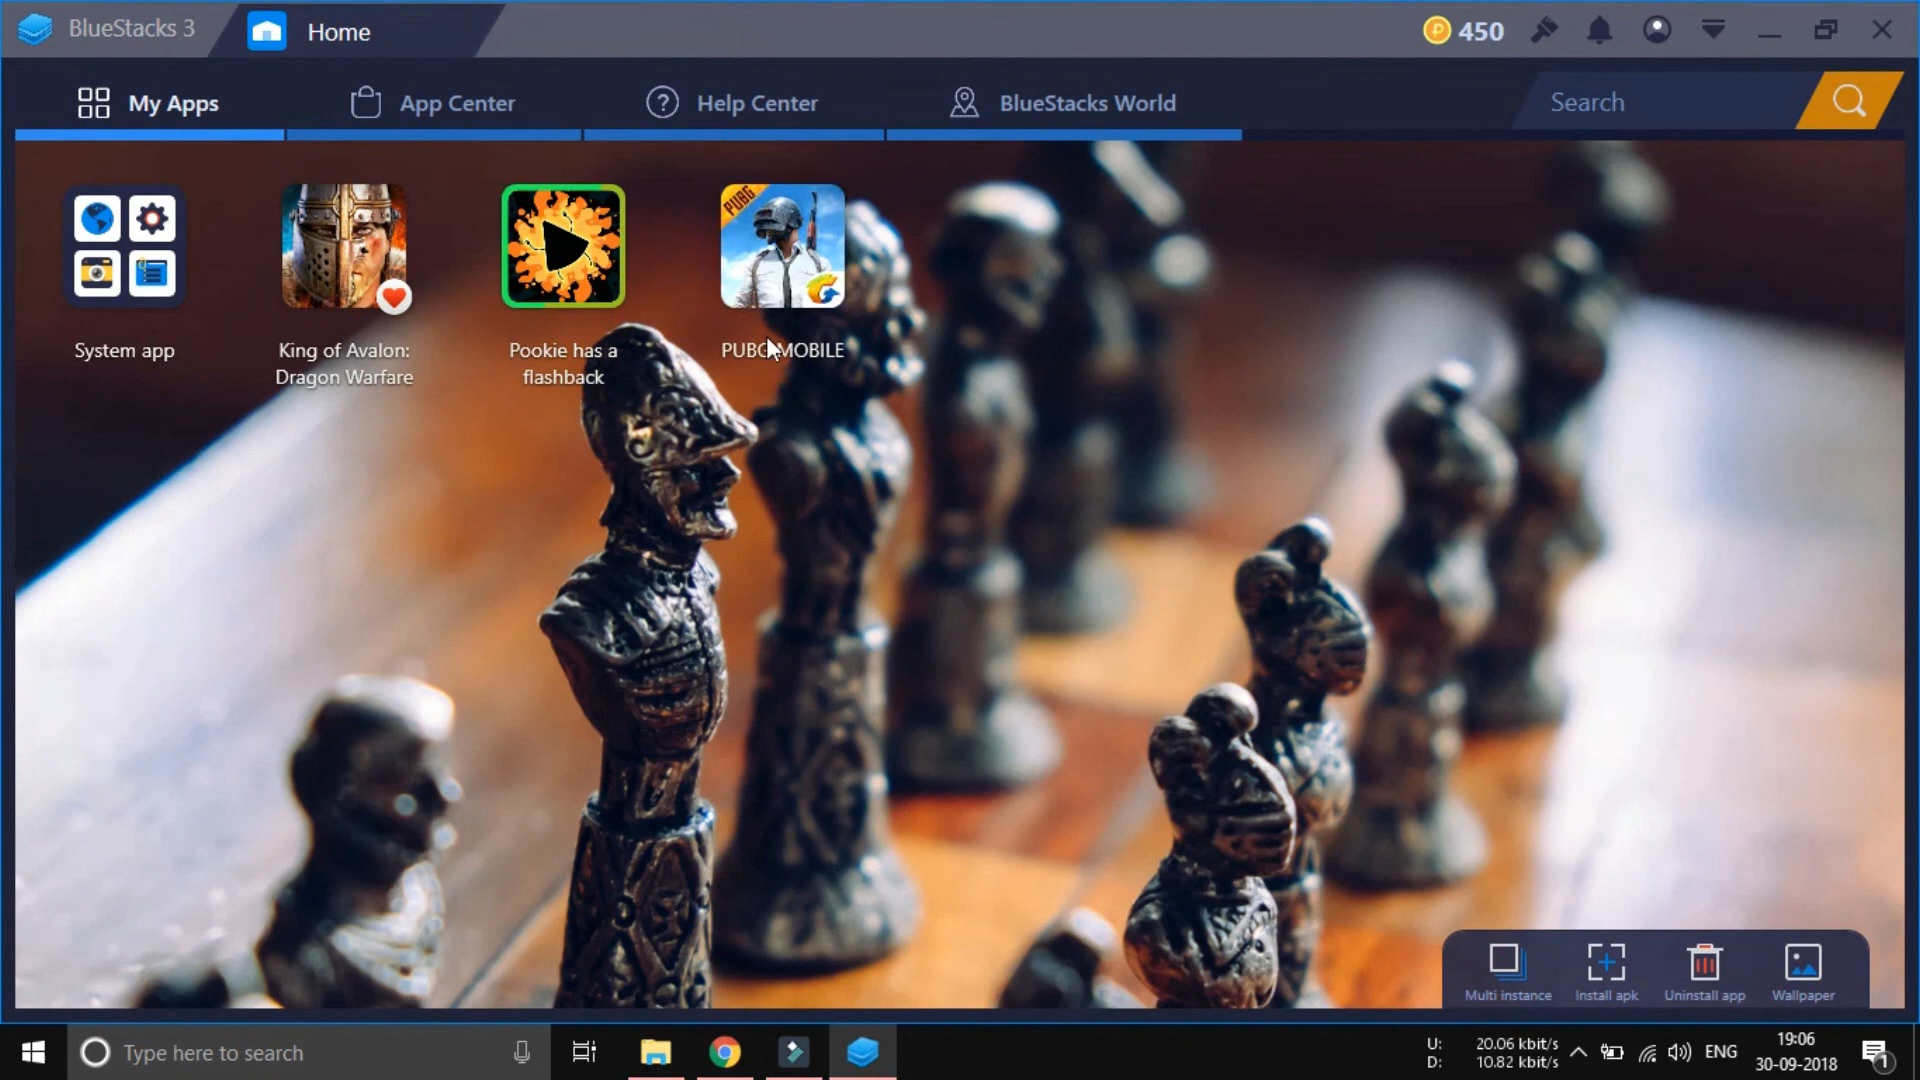 BlueStacks 3
Home
450
My Apps
App Center
Help Center
BlueStacks World
Search
PUBG
System app
King of Avalon:
Dragon Warfare
Pookie has a
flashback
PUBG MOBILE
Multi instance
Install apk
Uninstall app
Wallpaper
Type here to search
U: 20.06 kbit/s
D: 10.82 kbit/s
ENG
19:06
30-09-2018
1